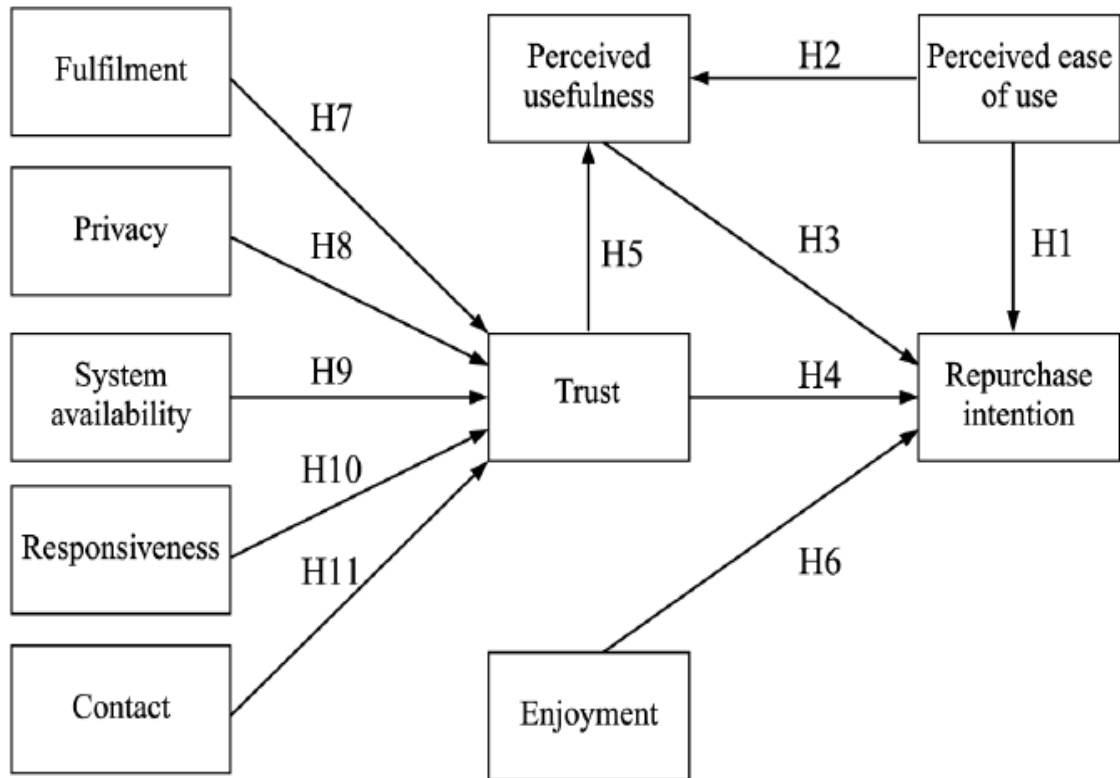 Fulfilment
Perceived
usefulness
H2
Perceived ease
of use
H7
Privacy
H8
H5
H3
H1
System
availability
H9
Trust
H4
Repurchase
intention
H10
Responsiveness
H11
H6
Contact
Enjoyment